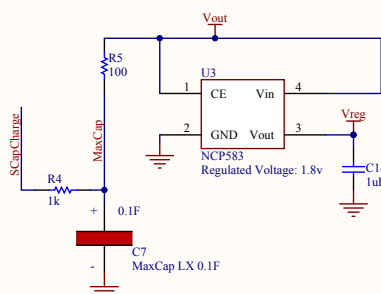 Vout
R5
100
U3
1
CE
Vin
4
2
GND
Vout
3
Vreg
NCP583
Regulated Voltage: 1.8v
1uF
SCapCharge
MaxCap
R4
1k
+
0.1F
C7
-
MaxCap LX 0.1F